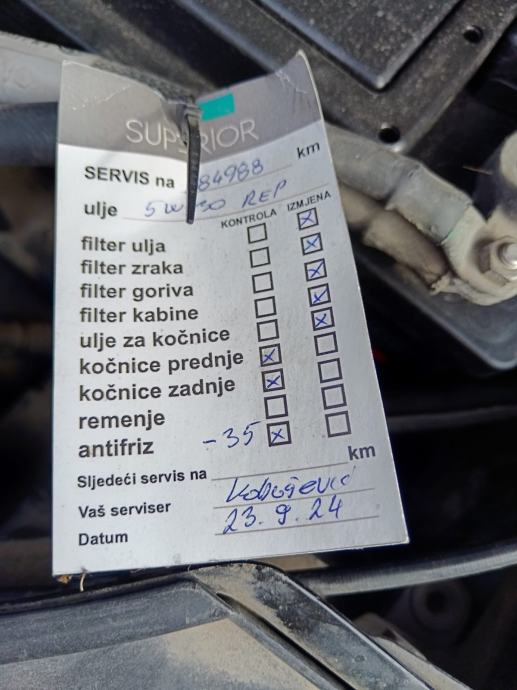 SUPERIOR
SERVIS na 84988 km
ulje 5W30 REP
KONTROLA IZMJENA
filter ulja
filter zraka
filter goriva
filter kabine
ulje za kočnice
kočnice prednje
kočnice zadnje
remenje
antifriz -35
Sljedeći servis na km
Vaš serviser
Datum 23.9.24